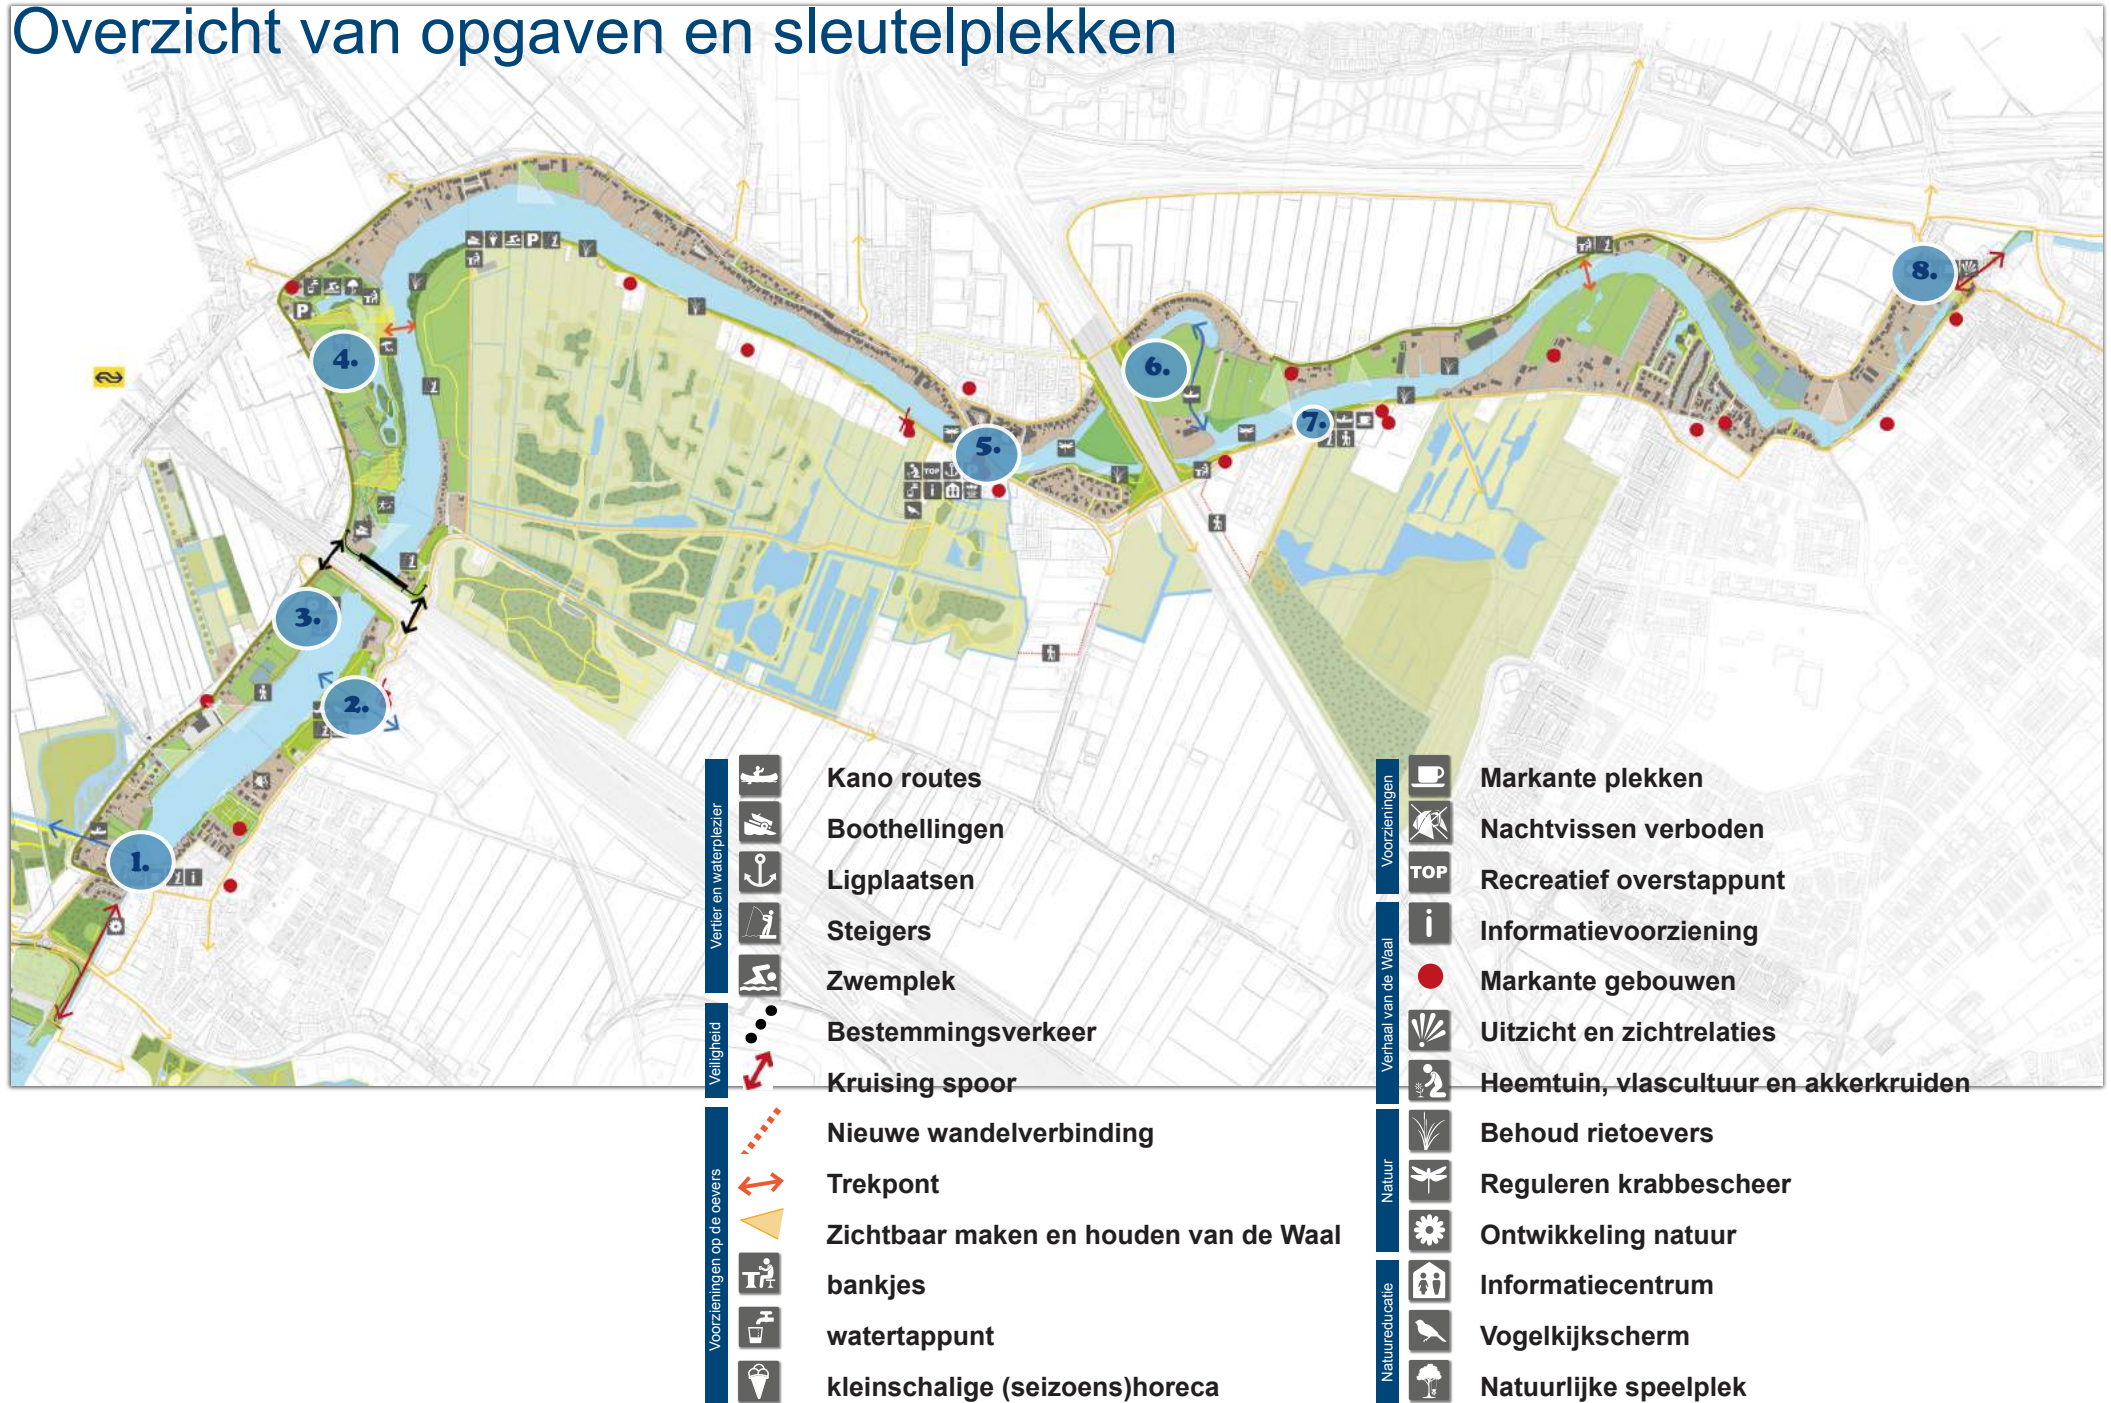 Overzicht van opgaven en sleutelplekken
8.
P
P
4.
6.
7.
5.
TOP
i
3.
2.
1.
i
Vertier en waterplezier
Kano routes
Boothellingen
Ligplaatsen
Steigers
Zwemplek
Veiligheid
Bestemmingsverkeer
Kruising spoor
Voorzieningen op de oevers
Nieuwe wandelverbinding
Trekpont
Zichtbaar maken en houden van de Waal
bankjes
watertappunt
kleinschalige (seizoens)horeca
Voorzieningen
Markante plekken
Nachtvissen verboden
TOP Recreatief overstappunt
Verhaal van de Waal
i Informatievoorziening
Markante gebouwen
Uitzicht en zichtrelaties
Heemtuin, vlascultuur en akkerkruiden
Natuur
Behoud rietoevers
Reguleren krabbescheer
Ontwikkeling natuur
Natuureducatie
Informatiecentrum
Vogelkijkscherm
Natuurlijke speelplek